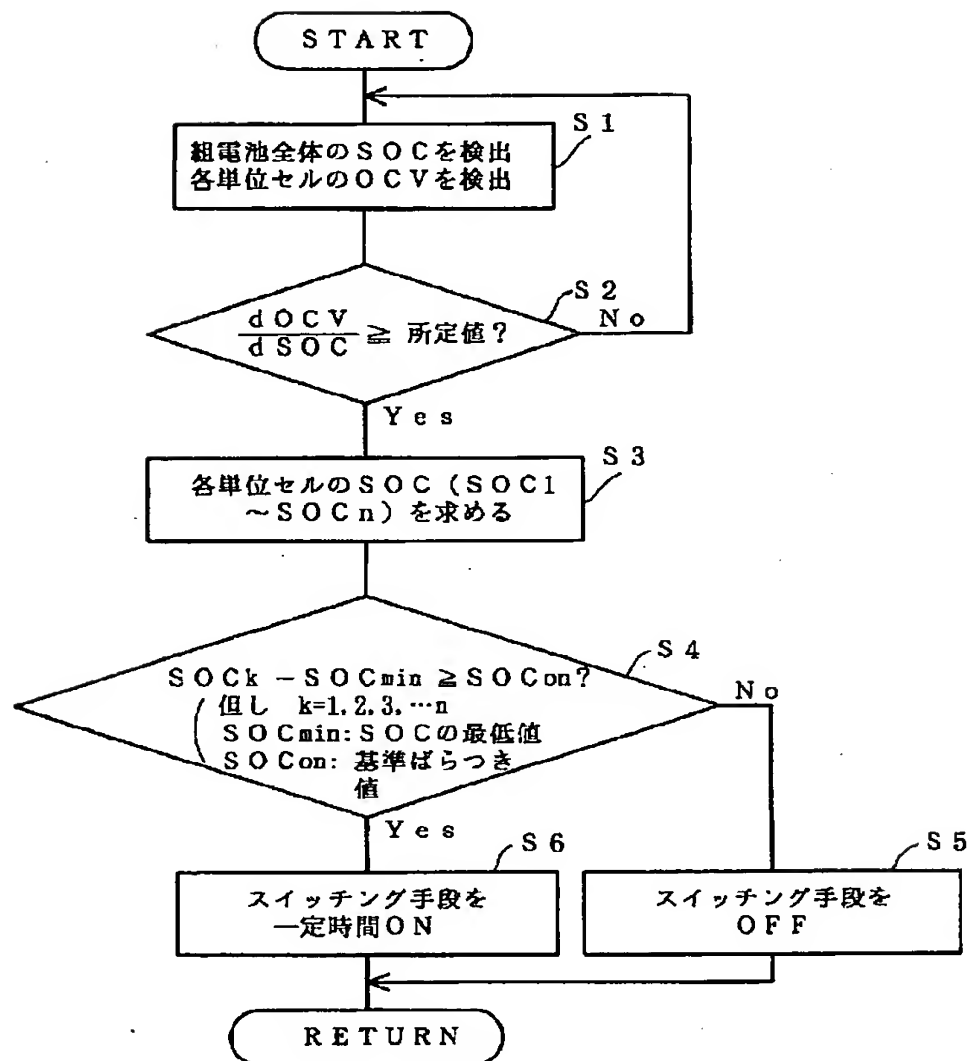 START
S1
組電池全体のSOCを検出
各単位セルのOCVを検出
S2
dOCV
dSOC
≧ 所定値?
No
Yes
S3
各単位セルのSOC(SOC1
~SOCn)を求める
S4
SOCk -SOCmin ≧SOCon?
但し k=1.2.3.…n
SOCmin:SOCの最低値
SOCon: 基準ばらつき
値
No
Yes
S6
スイッチング手段を
一定時間ON
S5
スイッチング手段を
OFF
RETURN